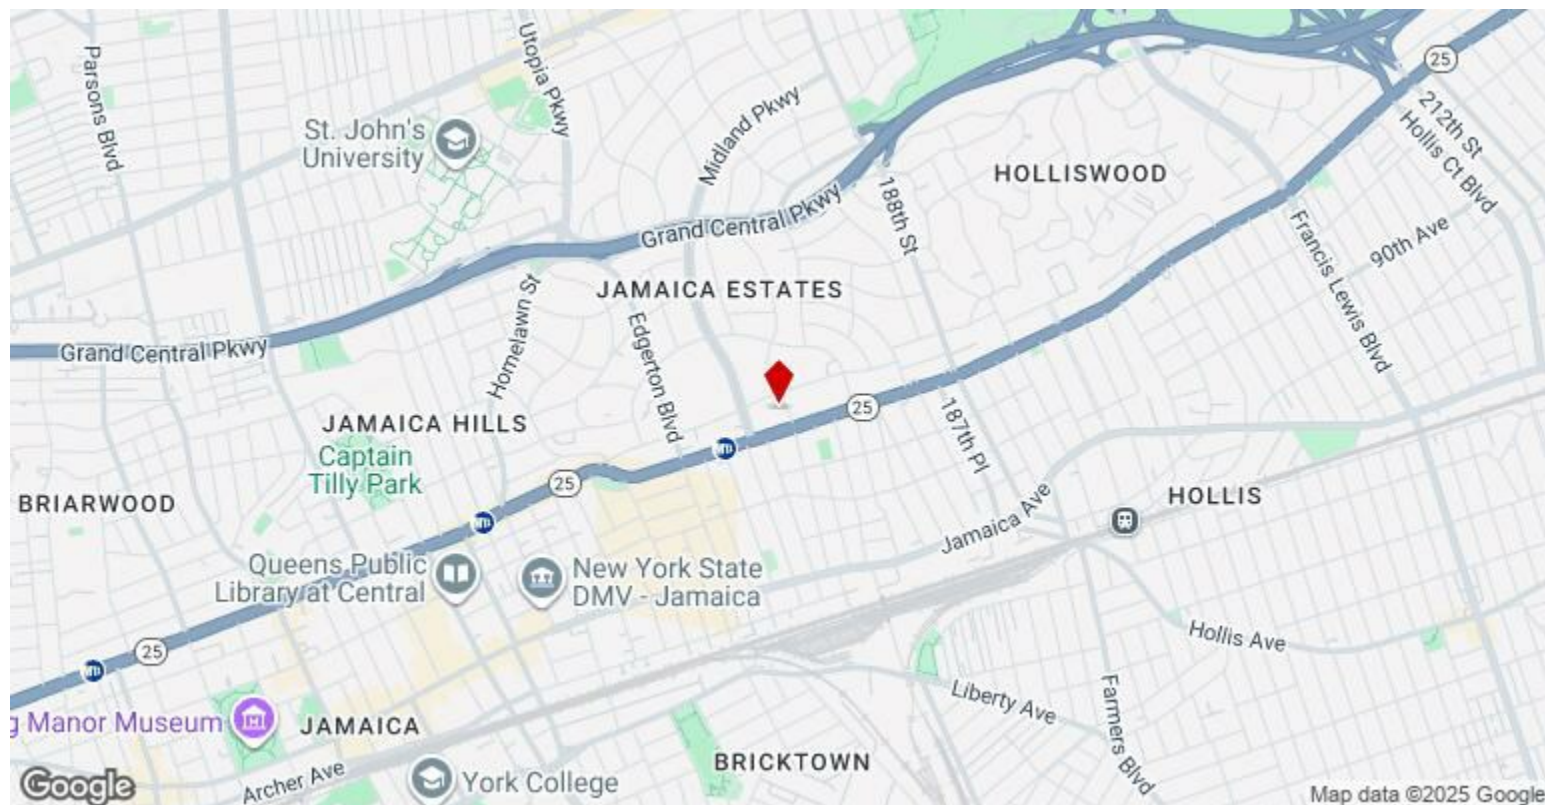 Parsons Blvd
Utopia Pkwy
25
212th St
Midland Pkwy
St. John's
University
Hollis Ct Blvd
HOLLISWOOD
188th St
Grand Central Pkwy
Francis Lewis Blvd
90th Ave
JAMAICA ESTATES
Homelawn St
Edgerton Blvd
Grand Central Pkwy
25
187th Pl
JAMAICA HILLS
Captain
Tilly Park
25
BRIARWOOD
HOLLIS
Jamaica Ave
Queens Public
Library at Central
New York State
DMV - Jamaica
Hollis Ave
25
Liberty Ave
Farmers Blvd
g Manor Museum
JAMAICA
BRICKTOWN
Archer Ave
York College
Google
Map data ©2025 Google